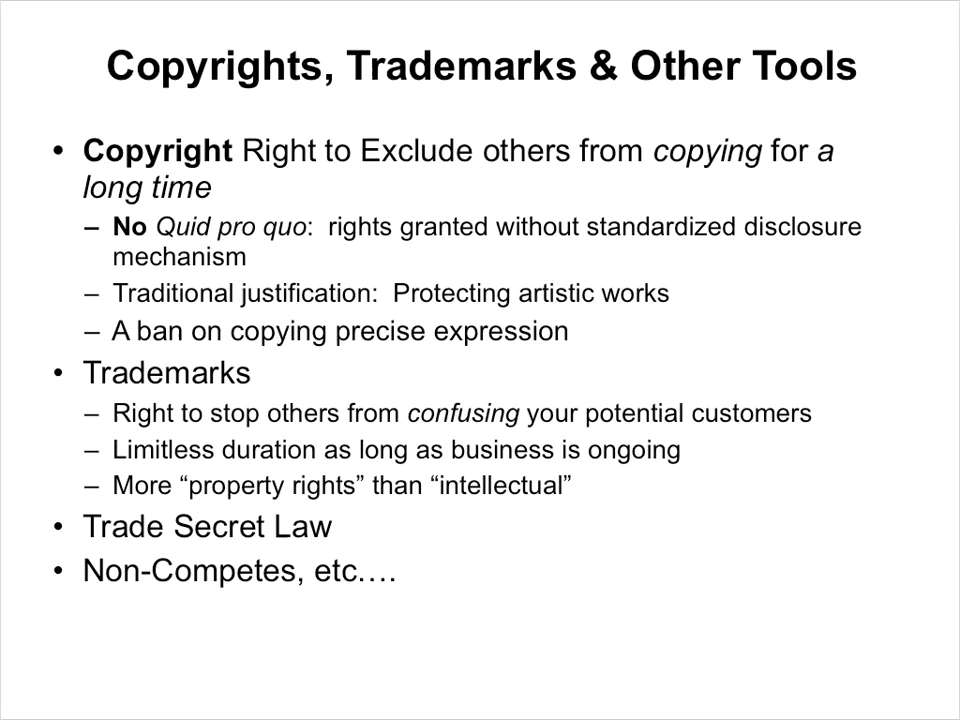 Copyrights, Trademarks & Other Tools
• Copyright Right to Exclude others from copying for a
long time
– No Quid pro quo:  rights granted without standardized disclosure
mechanism
– Traditional justification:  Protecting artistic works
– A ban on copying precise expression
• Trademarks
– Right to stop others from confusing your potential customers
– Limitless duration as long as business is ongoing
– More “property rights” than “intellectual”
• Trade Secret Law
• Non-Competes, etc….